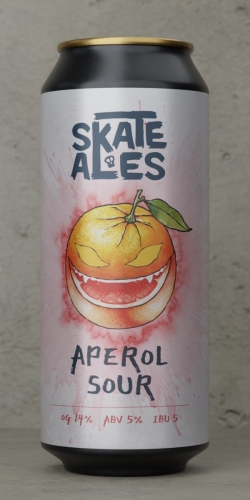 SKATE
ALES
APEROL
SOUR
OG 14% ABV 5% IBU 5